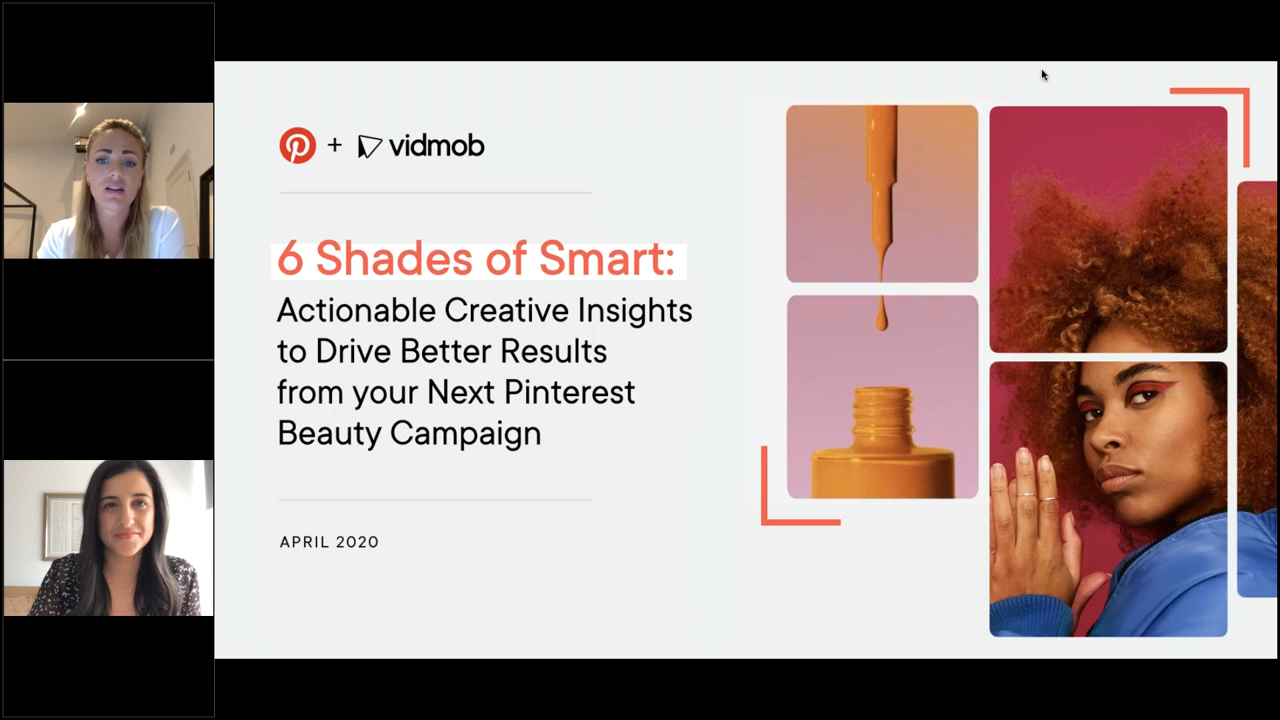 + vidmob
6 Shades of Smart:
Actionable Creative Insights
to Drive Better Results
from your Next Pinterest
Beauty Campaign
APRIL 2020